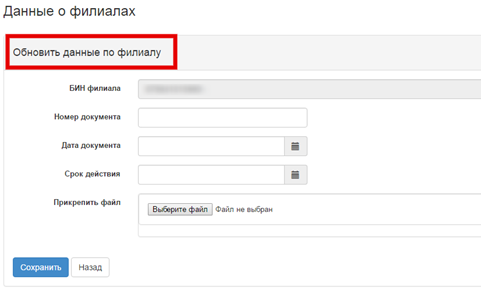 Данные о филиалах
Обновить данные по филиалу
БИН филиала
Номер документа
Дата документа
Срок действия
Прикрепить файл
Выберите файл Файл не выбран
Сохранить Назад